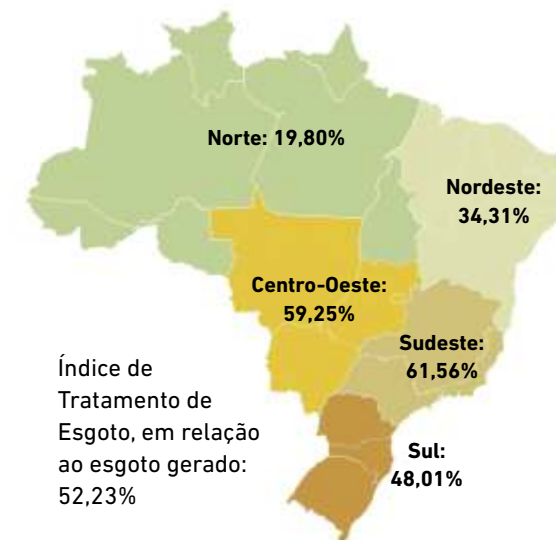 Norte: 19,80%
Nordeste:
34,31%
Centro-Oeste:
59,25%
Sudeste:
61,56%
Índice de
Tratamento de
Esgoto, em relação
ao esgoto gerado:
52,23%
Sul:
48,01%